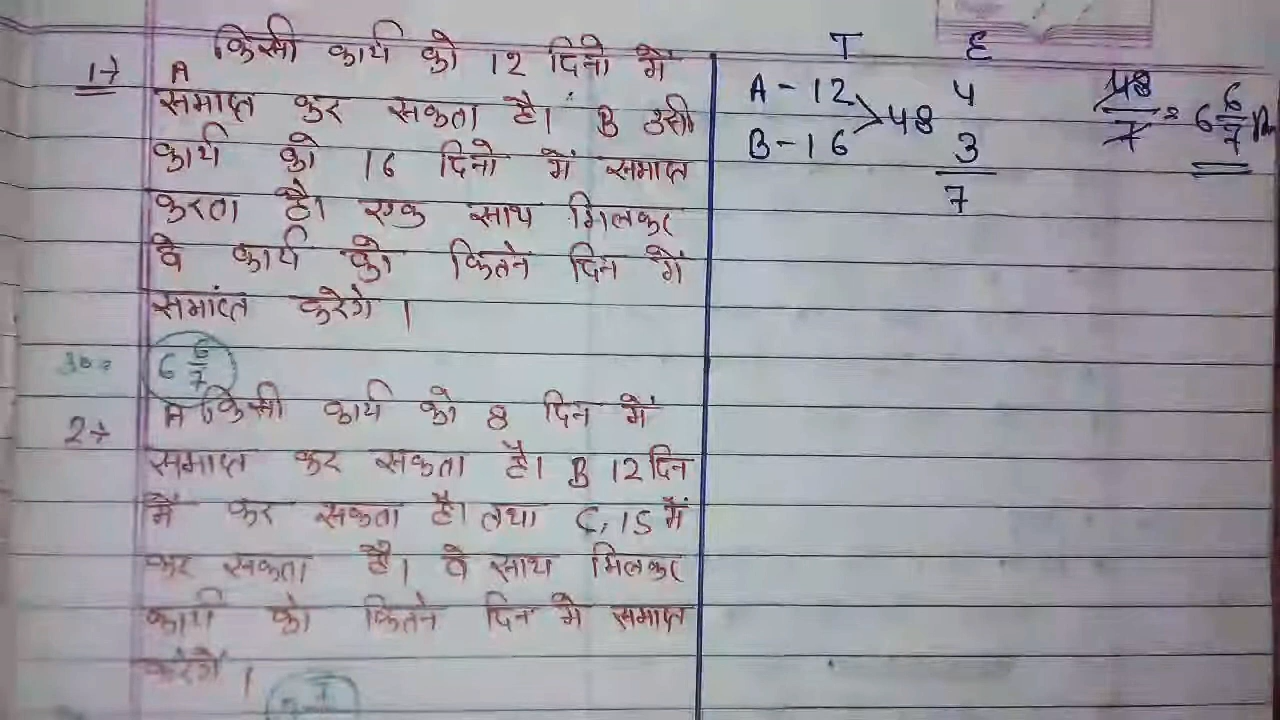 किसी कार्य को 12 दिनो में
1→ A
समाप्त कर सकता है। B उसी
कार्य को 16 दिनो में समाप्त
करता है। एक साथ मिलकर
वे कार्य को कितने दिन में
समांप्त करेगे।
उ०= 6 6/7
2→ A किसी कार्य को 8 दिन में
समाप्त कर सकता है। B 12 दिन
में कर सकता है। तथा C, 15 में
कर सकता है। वे साथ मिलकर
कार्य को कितने दिन मे समाप्त
करेगें।
T E
A - 12 4
48
B - 16 3
7
48/7 = 6 6/7